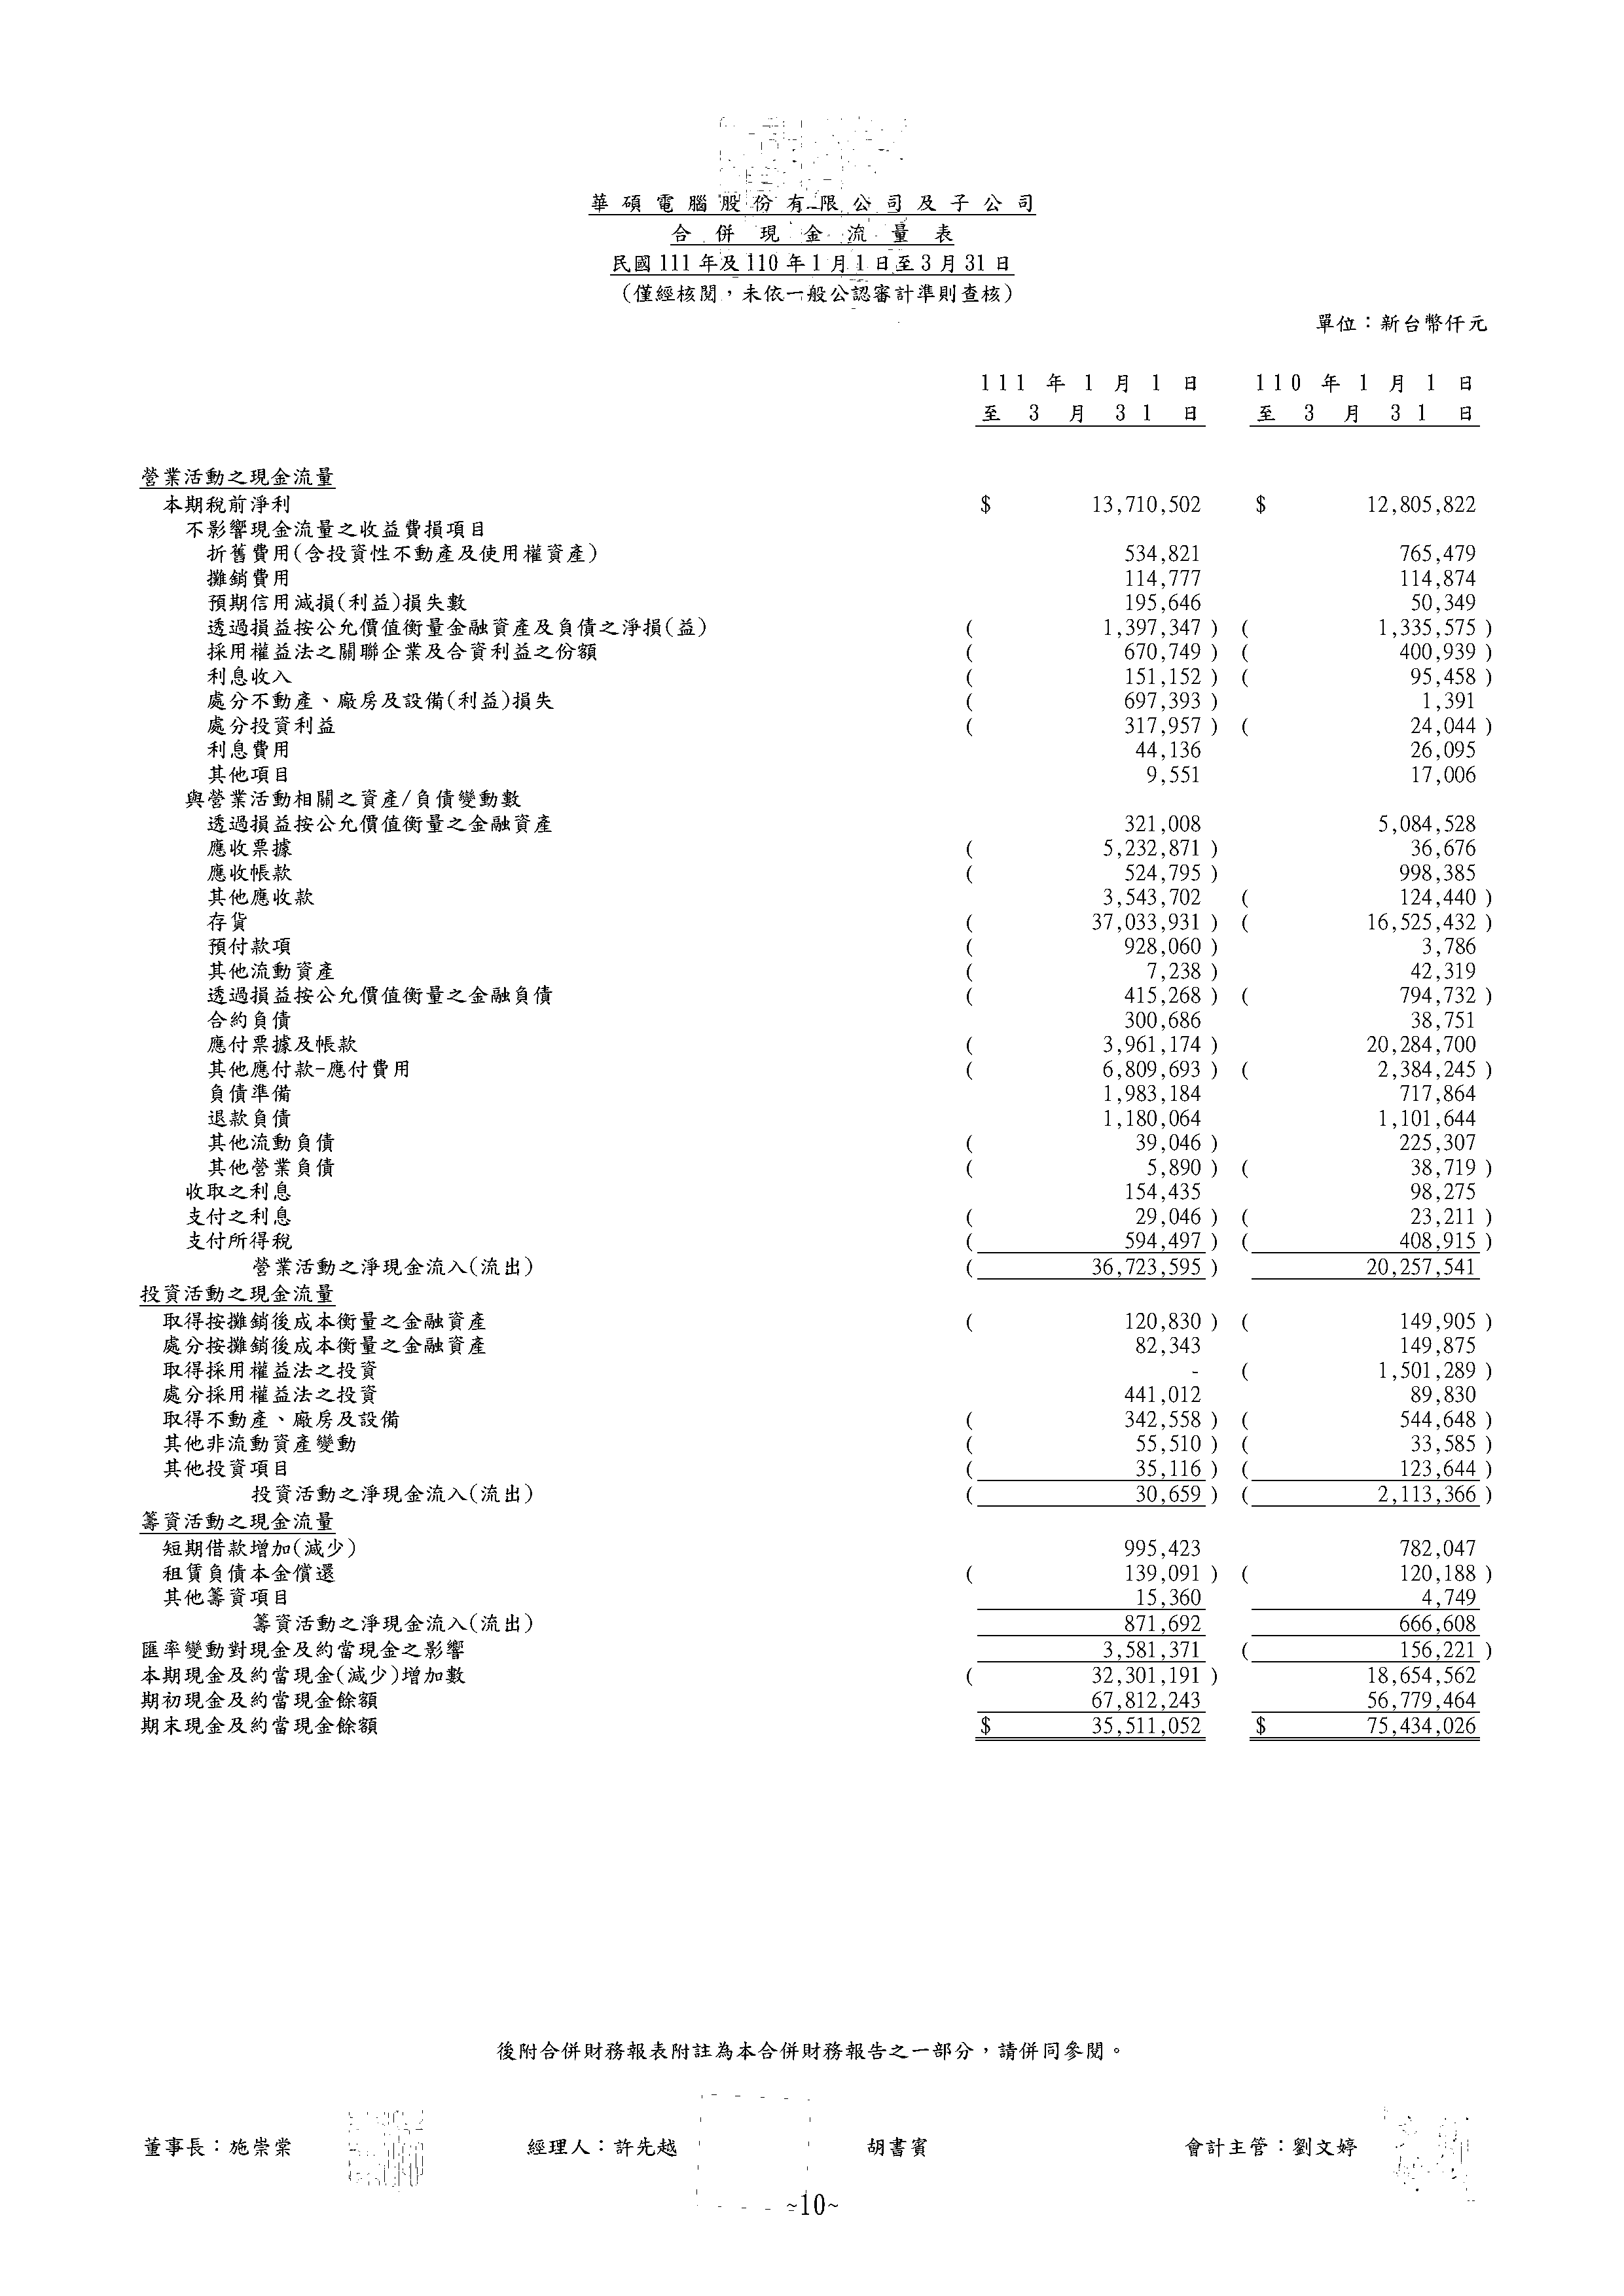 華碩電腦股份有限公司及子公司
合併現金流量表
民國111年及110年1月1日至3月31日
(僅經核閱，未依一般公認審計準則查核)
單位：新台幣仟元
111年1月1日 110年1月1日
至3月31日 至3月31日
營業活動之現金流量
本期稅前淨利 $ 13,710,502 $ 12,805,822
不影響現金流量之收益費損項目
折舊費用(含投資性不動產及使用權資產) 534,821 765,479
攤銷費用 114,777 114,874
預期信用減損(利益)損失數 195,646 50,349
透過損益按公允價值衡量金融資產及負債之淨損(益) ( 1,397,347 ) ( 1,335,575 )
採用權益法之關聯企業及合資利益之份額 ( 670,749 ) ( 400,939 )
利息收入 ( 151,152 ) ( 95,458 )
處分不動產、廠房及設備(利益)損失 ( 697,393 ) 1,391
處分投資利益 ( 317,957 ) ( 24,044 )
利息費用 44,136 26,095
其他項目 9,551 17,006
與營業活動相關之資產/負債變動數
透過損益按公允價值衡量之金融資產 321,008 5,084,528
應收票據 ( 5,232,871 ) 36,676
應收帳款 ( 524,795 ) 998,385
其他應收款 3,543,702 ( 124,440 )
存貨 ( 37,033,931 ) ( 16,525,432 )
預付款項 ( 928,060 ) 3,786
其他流動資產 ( 7,238 ) 42,319
透過損益按公允價值衡量之金融負債 ( 415,268 ) ( 794,732 )
合約負債 300,686 38,751
應付票據及帳款 ( 3,961,174 ) 20,284,700
其他應付款-應付費用 ( 6,809,693 ) ( 2,384,245 )
負債準備 1,983,184 717,864
退款負債 1,180,064 1,101,644
其他流動負債 ( 39,046 ) 225,307
其他營業負債 ( 5,890 ) ( 38,719 )
收取之利息 154,435 98,275
支付之利息 ( 29,046 ) ( 23,211 )
支付所得稅 ( 594,497 ) ( 408,915 )
營業活動之淨現金流入(流出) ( 36,723,595 ) 20,257,541
投資活動之現金流量
取得按攤銷後成本衡量之金融資產 ( 120,830 ) ( 149,905 )
處分按攤銷後成本衡量之金融資產 82,343 149,875
取得採用權益法之投資 - ( 1,501,289 )
處分採用權益法之投資 441,012 89,830
取得不動產、廠房及設備 ( 342,558 ) ( 544,648 )
其他非流動資產變動 ( 55,510 ) ( 33,585 )
其他投資項目 ( 35,116 ) ( 123,644 )
投資活動之淨現金流入(流出) ( 30,659 ) ( 2,113,366 )
籌資活動之現金流量
短期借款增加(減少) 995,423 782,047
租賃負債本金償還 ( 139,091 ) ( 120,188 )
其他籌資項目 15,360 4,749
籌資活動之淨現金流入(流出) 871,692 666,608
匯率變動對現金及約當現金之影響 3,581,371 ( 156,221 )
本期現金及約當現金(減少)增加數 ( 32,301,191 ) 18,654,562
期初現金及約當現金餘額 67,812,243 56,779,464
期末現金及約當現金餘額 $ 35,511,052 $ 75,434,026
後附合併財務報表附註為本合併財務報告之一部分，請併同參閱。
董事長：施崇棠 經理人：許先越 胡書賓 會計主管：劉文婷
~10~